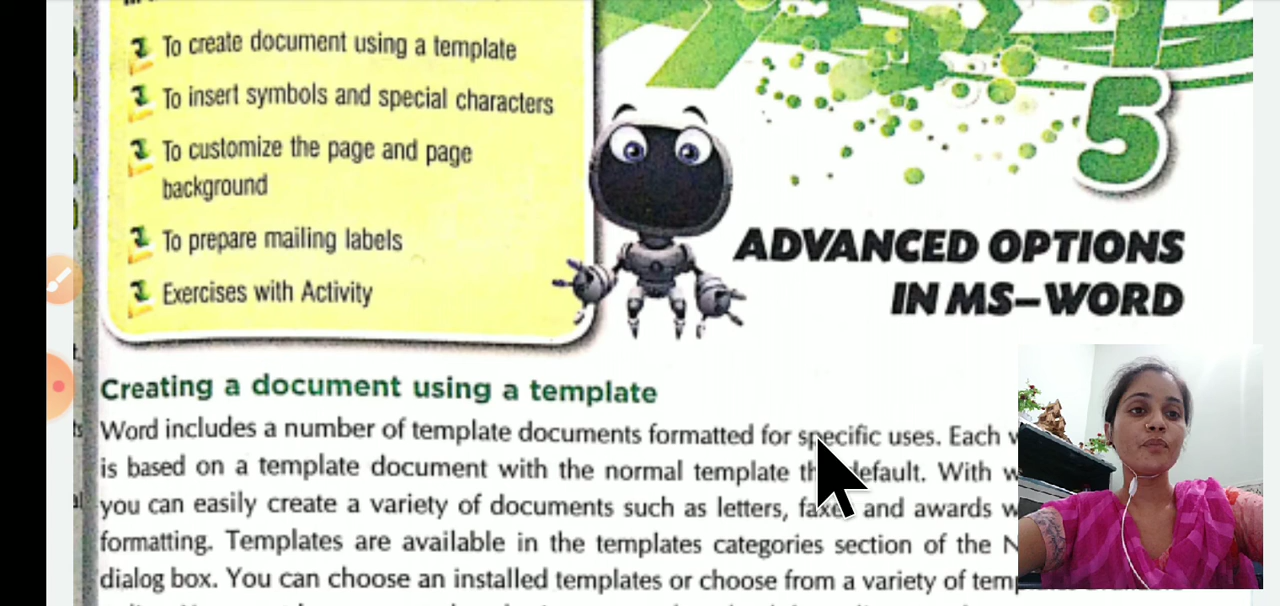 To create document using a template
To insert symbols and special characters
To customize the page and page
background
To prepare mailing labels
Exercises with Activity
5
ADVANCED OPTIONS
IN MS-WORD
Creating a document using a template
Word includes a number of template documents formatted for specific uses. Each
is based on a template document with the normal template default. With
you can easily create a variety of documents such as letters, faxes and awards
formatting. Templates are available in the templates categories section of the
dialog box. You can choose an installed templates or choose from a variety of